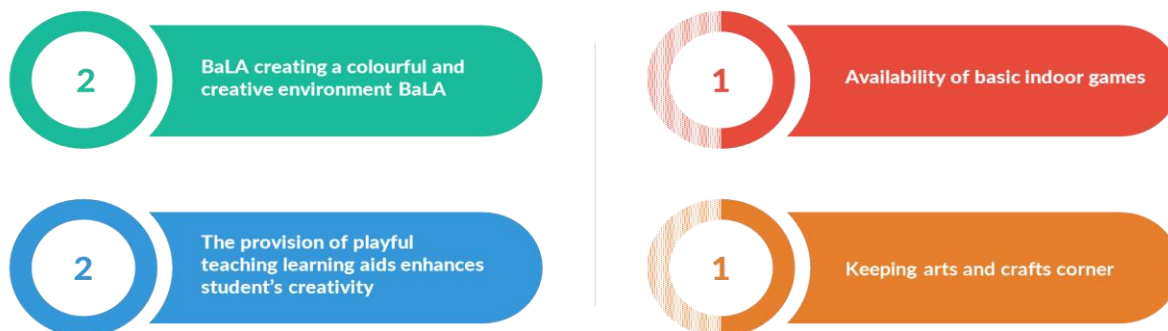 2
BaLA creating a colourful and
creative environment BaLA
1
Availability of basic indoor games
2
The provision of playful
teaching learning aids enhances
student’s creativity
1
Keeping arts and crafts corner